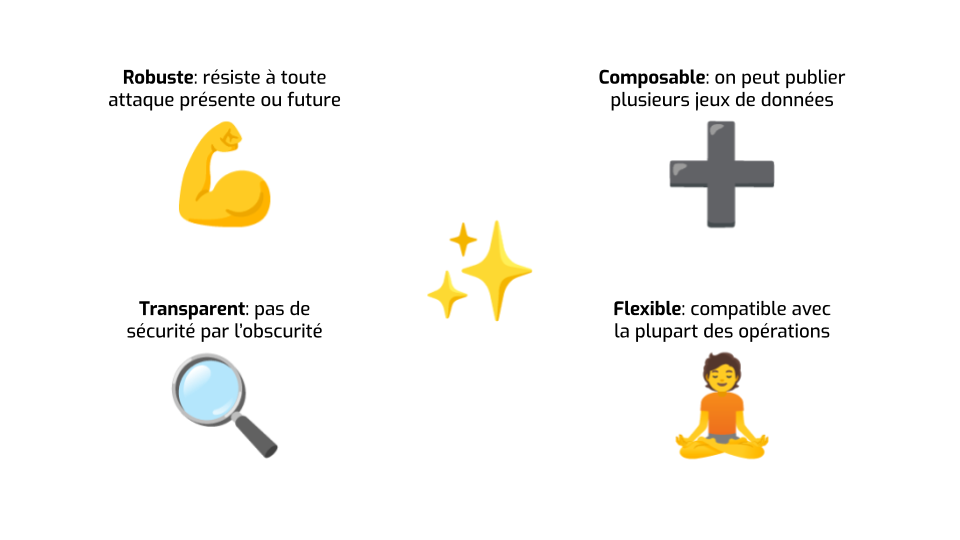 Robuste: résiste à toute
attaque présente ou future
Composable: on peut publier
plusieurs jeux de données
Transparent: pas de
sécurité par l'obscurité
Flexible: compatible avec
la plupart des opérations